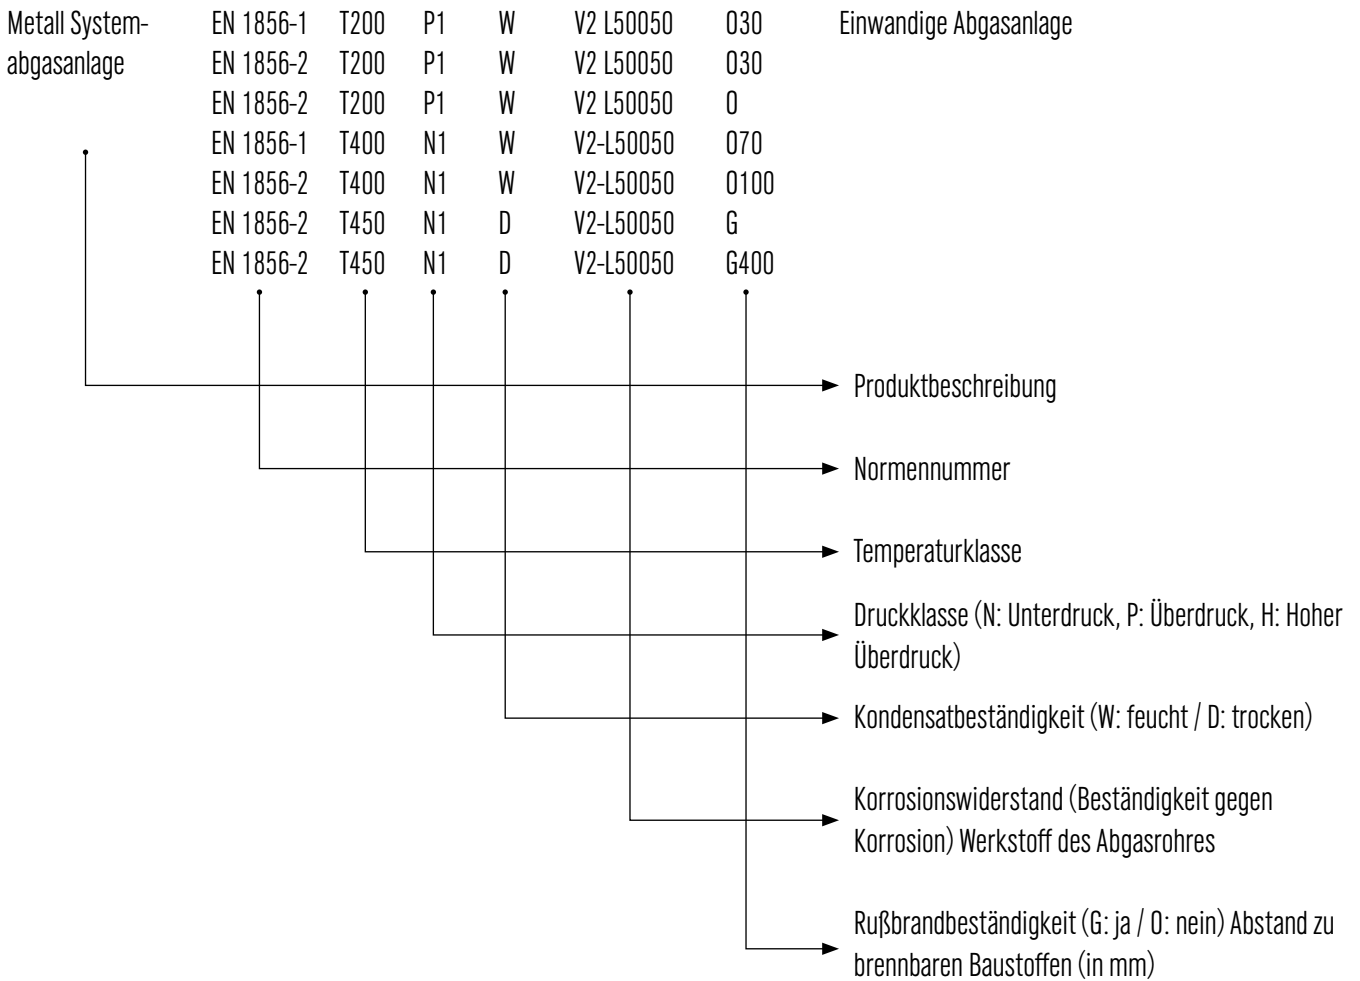 Metall System- EN 1856-1 T200 P1 W V2 L50050 O30 Einwandige Abgasanlage
abgasanlage EN 1856-2 T200 P1 W V2 L50050 O30
EN 1856-2 T200 P1 W V2 L50050 O
EN 1856-1 T400 N1 W V2-L50050 O70
EN 1856-2 T400 N1 W V2-L50050 O100
EN 1856-2 T450 N1 D V2-L50050 G
EN 1856-2 T450 N1 D V2-L50050 G400
Produktbeschreibung
Normennummer
Temperaturklasse
Druckklasse (N: Unterdruck, P: Überdruck, H: Hoher
Überdruck)
Kondensatbeständigkeit (W: feucht / D: trocken)
Korrosionswiderstand (Beständigkeit gegen
Korrosion) Werkstoff des Abgasrohres
Rußbrandbeständigkeit (G: ja / O: nein) Abstand zu
brennbaren Baustoffen (in mm)